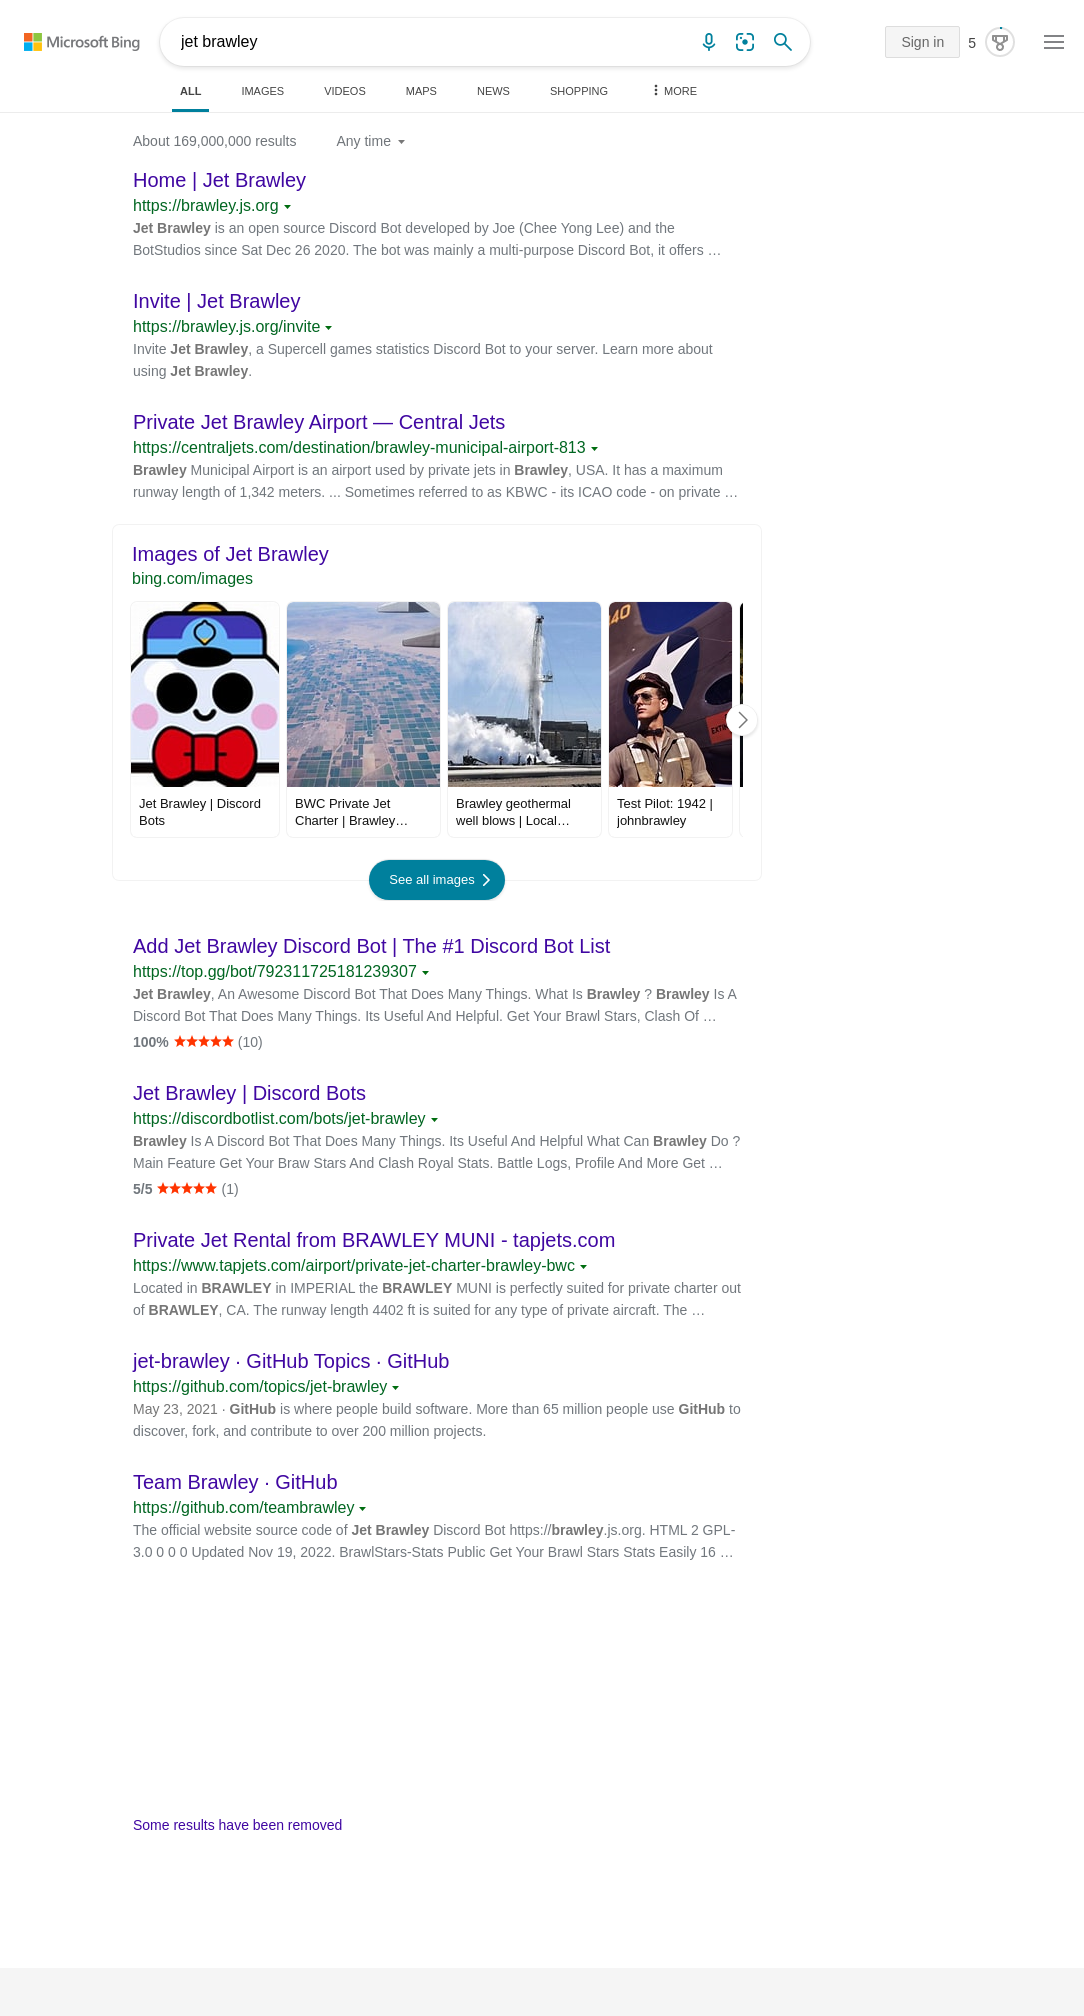 Microsoft Bing
jet brawley
Sign in
5
ALL
IMAGES
VIDEOS
MAPS
NEWS
SHOPPING
MORE
About 169,000,000 results
Any time
Home | Jet Brawley
https://brawley.js.org
Jet Brawley is an open source Discord Bot developed by Joe (Chee Yong Lee) and the
BotStudios since Sat Dec 26 2020. The bot was mainly a multi-purpose Discord Bot, it offers …
Invite | Jet Brawley
https://brawley.js.org/invite
Invite Jet Brawley, a Supercell games statistics Discord Bot to your server. Learn more about
using Jet Brawley.
Private Jet Brawley Airport — Central Jets
https://centraljets.com/destination/brawley-municipal-airport-813
Brawley Municipal Airport is an airport used by private jets in Brawley, USA. It has a maximum
runway length of 1,342 meters. ... Sometimes referred to as KBWC - its ICAO code - on private …
Images of Jet Brawley
bing.com/images
40
EXTIN
Jet Brawley | Discord
Bots
BWC Private Jet
Charter | Brawley…
Brawley geothermal
well blows | Local…
Test Pilot: 1942 |
johnbrawley
See all images
Add Jet Brawley Discord Bot | The #1 Discord Bot List
https://top.gg/bot/792311725181239307
Jet Brawley, An Awesome Discord Bot That Does Many Things. What Is Brawley ? Brawley Is A
Discord Bot That Does Many Things. Its Useful And Helpful. Get Your Brawl Stars, Clash Of …
100% ★★★★★ (10)
Jet Brawley | Discord Bots
https://discordbotlist.com/bots/jet-brawley
Brawley Is A Discord Bot That Does Many Things. Its Useful And Helpful What Can Brawley Do ?
Main Feature Get Your Braw Stars And Clash Royal Stats. Battle Logs, Profile And More Get …
5/5 ★★★★★ (1)
Private Jet Rental from BRAWLEY MUNI - tapjets.com
https://www.tapjets.com/airport/private-jet-charter-brawley-bwc
Located in BRAWLEY in IMPERIAL the BRAWLEY MUNI is perfectly suited for private charter out
of BRAWLEY, CA. The runway length 4402 ft is suited for any type of private aircraft. The …
jet-brawley · GitHub Topics · GitHub
https://github.com/topics/jet-brawley
May 23, 2021 · GitHub is where people build software. More than 65 million people use GitHub to
discover, fork, and contribute to over 200 million projects.
Team Brawley · GitHub
https://github.com/teambrawley
The official website source code of Jet Brawley Discord Bot https://brawley.js.org. HTML 2 GPL-
3.0 0 0 0 Updated Nov 19, 2022. BrawlStars-Stats Public Get Your Brawl Stars Stats Easily 16 …
Some results have been removed